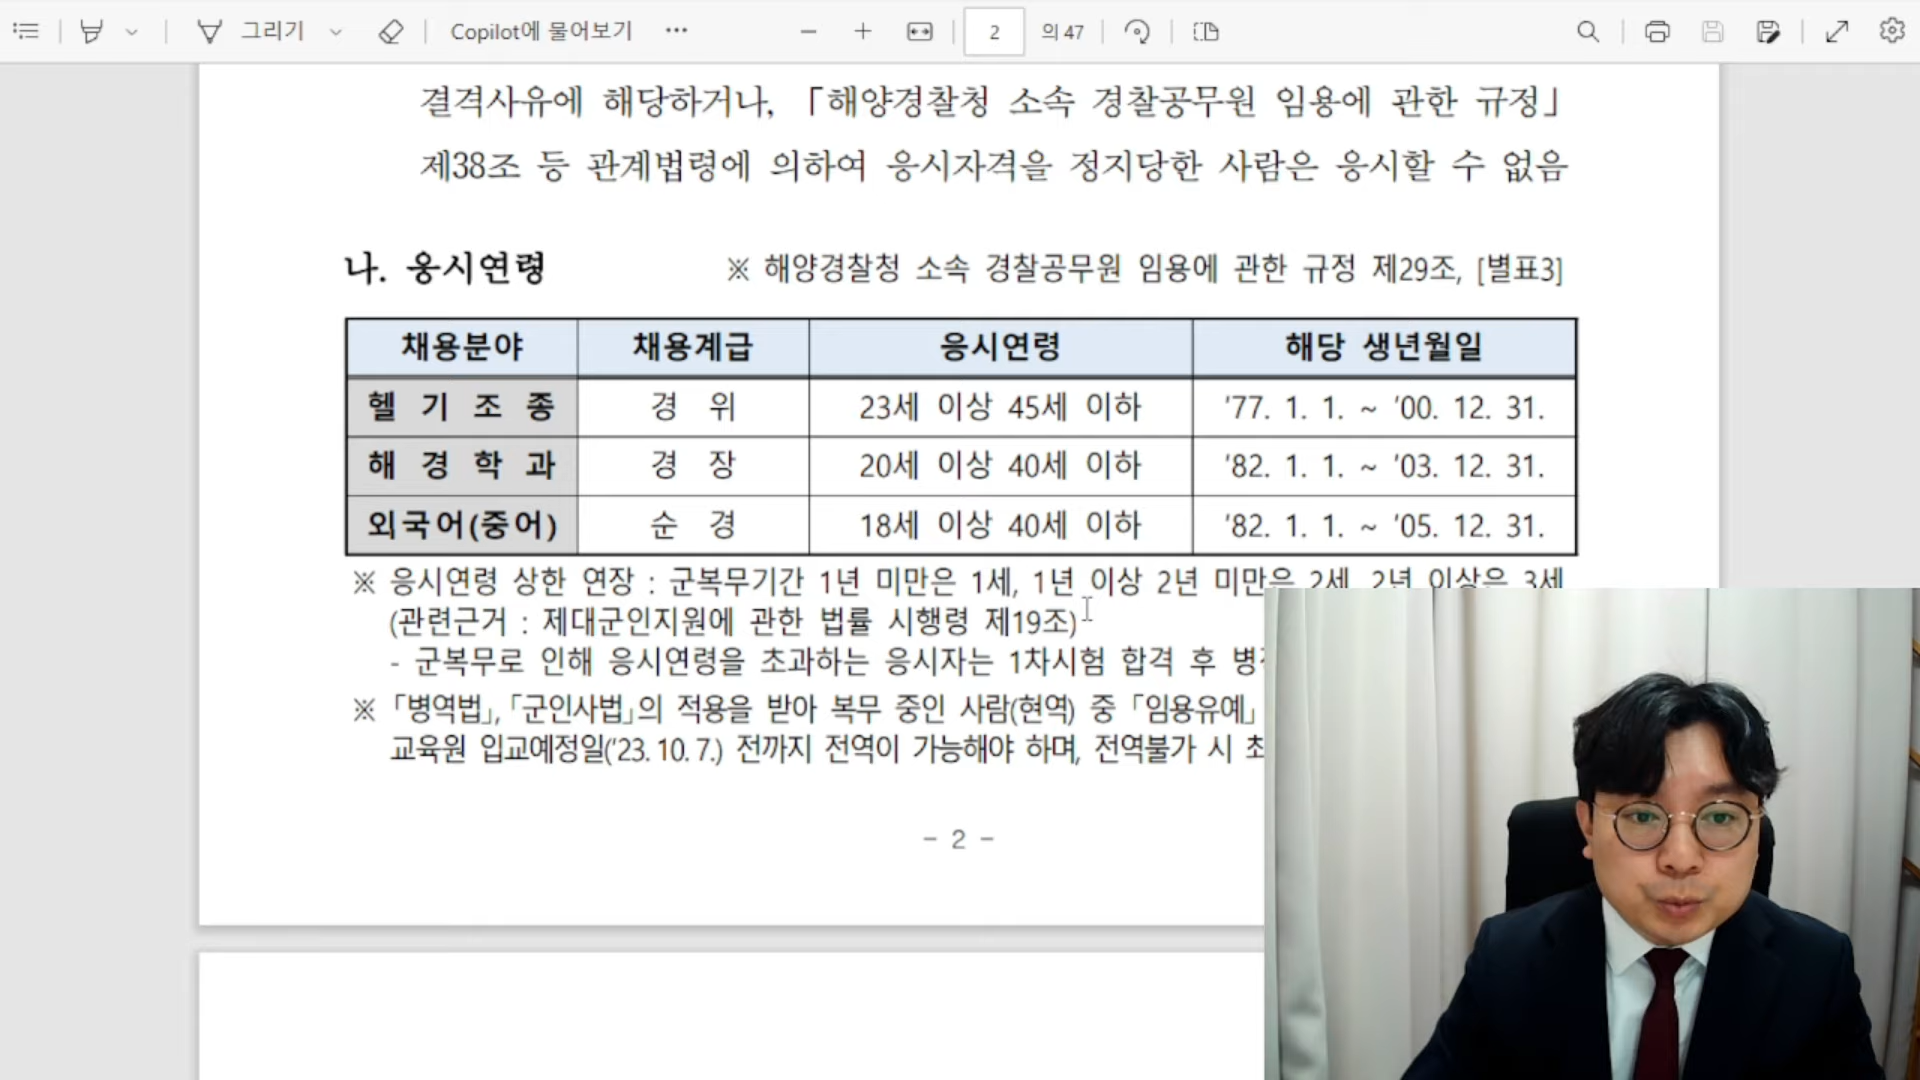 그리기
Copilot에 물어보기
2
의 47
결격사유에 해당하거나, 「해양경찰청 소속 경찰공무원 임용에 관한 규정」
제38조 등 관계법령에 의하여 응시자격을 정지당한 사람은 응시할 수 없음
나. 응시연령 ※ 해양경찰청 소속 경찰공무원 임용에 관한 규정 제29조, [별표3]
채용분야 채용계급 응시연령 해당 생년월일
헬 기 조 종 경 위 23세 이상 45세 이하 '77. 1. 1. ~ '00. 12. 31.
해 경 학 과 경 장 20세 이상 40세 이하 '82. 1. 1. ~ '03. 12. 31.
외국어(중어) 순 경 18세 이상 40세 이하 '82. 1. 1. ~ '05. 12. 31.
※ 응시연령 상한 연장 : 군복무기간 1년 미만은 1세, 1년 이상 2년 미만은 2세, 2년 이상은 3세
(관련근거 : 제대군인지원에 관한 법률 시행령 제19조)
- 군복무로 인해 응시연령을 초과하는 응시자는 1차시험 합격 후
※ 「병역법」, 「군인사법」의 적용을 받아 복무 중인 사람(현역) 중 「임용유예」
교육원 입교예정일('23. 10. 7.) 전까지 전역이 가능해야 하며, 전역불가 시
- 2 -